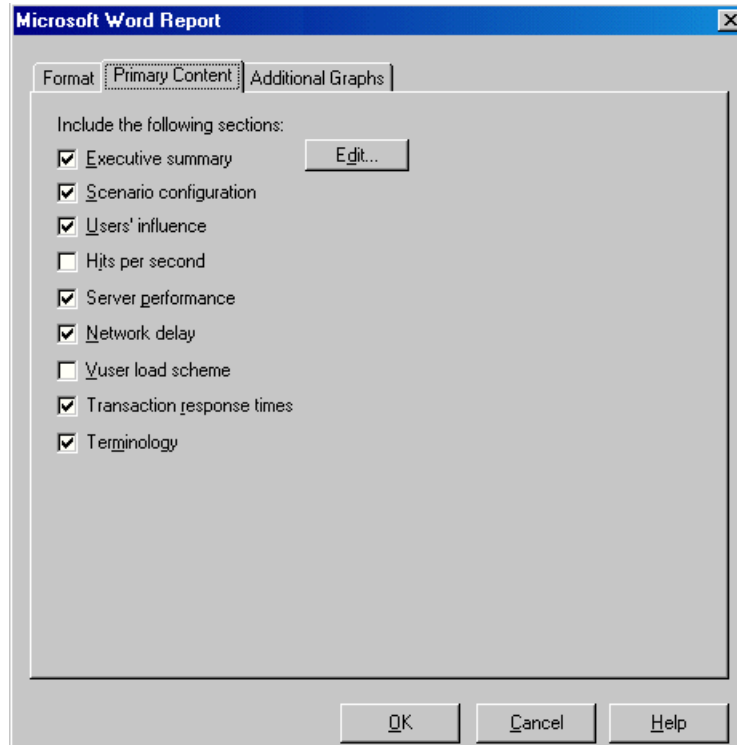 Microsoft Word Report
Format Primary Content Additional Graphs
Include the following sections:
Executive summary Edit...
Scenario configuration
Users' influence
Hits per second
Server performance
Network delay
Vuser load scheme
Transaction response times
Terminology
OK Cancel Help